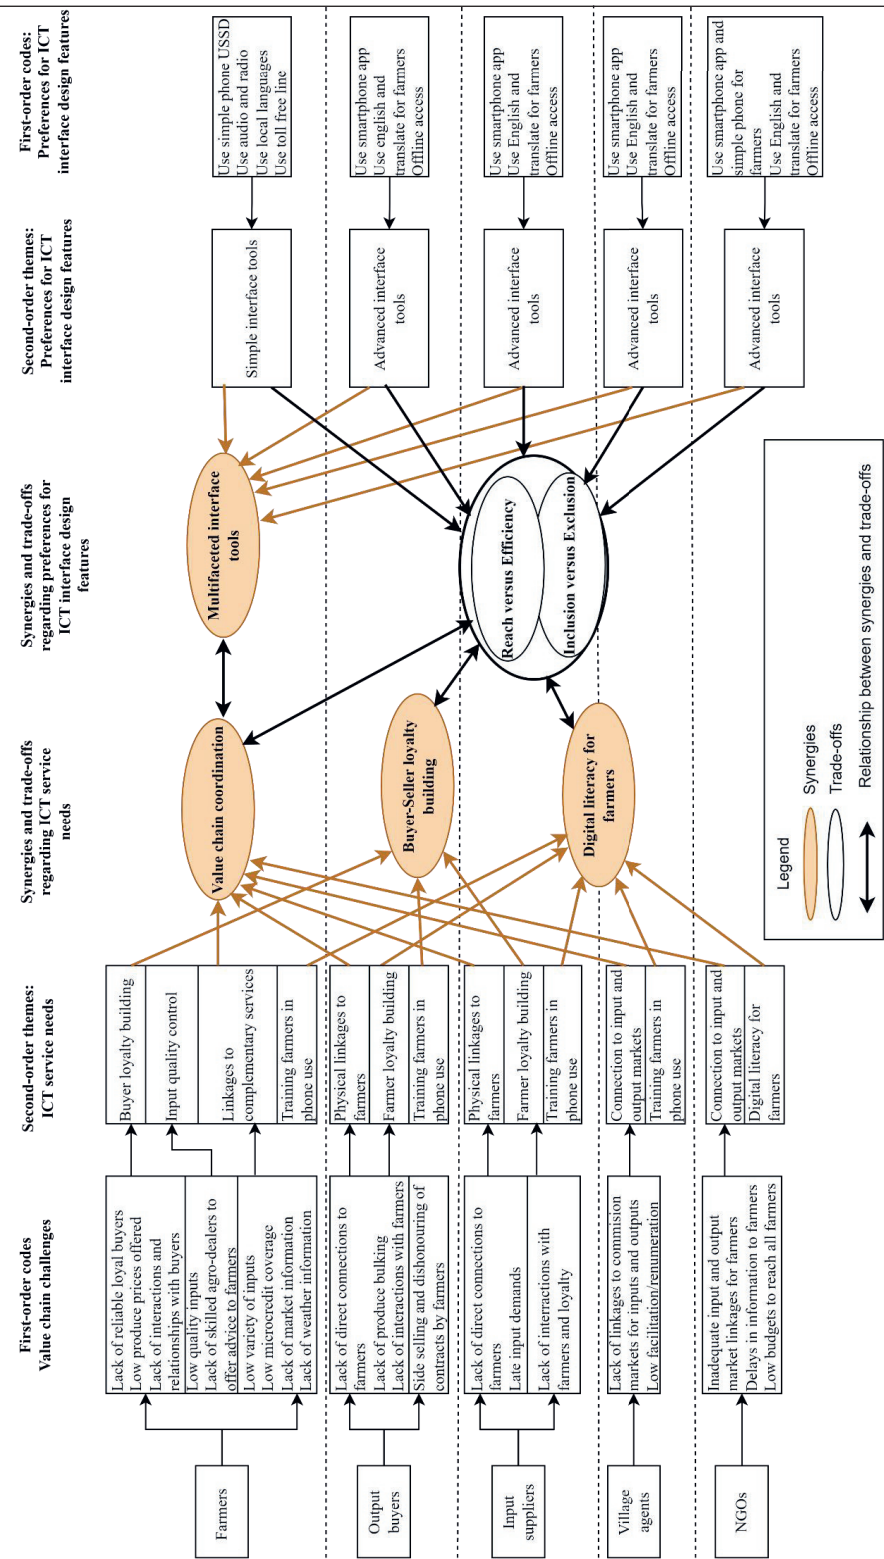 First-order codes
Value chain challenges
Second-order themes:
ICT service needs
Synergies and trade-offs
regarding ICT service
needs
Synergies and trade-offs
regarding preferences for
ICT interface design
features
Second-order themes:
Preferences for ICT
interface design features
First-order codes:
Preferences for ICT
interface design features
Farmers
Lack of reliable loyal buyers
Low produce prices offered
Lack of interactions and
relationships with buyers
Low quality inputs
Lack of skilled agro-dealers to
offer advice to farmers
Low variety of inputs
Low microcredit coverage
Lack of market information
Lack of weather information
Buyer loyalty building
Input quality control
Linkages to
complementary services
Training farmers in
phone use
Value chain coordination
Multifaceted interface
tools
Simple interface tools
Use simple phone USSD
Use audio and radio
Use local languages
Use toll free line
Output
buyers
Lack of direct connections to
farmers
Lack of produce bulking
Lack of interactions with farmers
Side selling and dishonouring of
contracts by farmers
Physical linkages to
farmers
Farmer loyalty building
Training farmers in
phone use
Buyer-Seller loyalty
building
Advanced interface
tools
Use smartphone app
Use english and
translate for farmers
Offline access
Input
suppliers
Lack of direct connections to
farmers
Late input demands
Lack of interractions with
farmers and loyalty
Physical linkages to
farmers
Farmer loyalty building
Training farmers in
phone use
Reach versus Efficiency
Inclusion versus Exclusion
Advanced interface
tools
Use smartphone app
Use English and
translate for farmers
Offline access
Village
agents
Lack of linkages to commision
markets for inputs and outputs
Low facilitation/renumeration
Connection to input and
output markets
Training farmers in
phone use
Digital literacy for
farmers
Advanced interface
tools
Use smartphone app
Use English and
translate for farmers
Offline access
NGOs
Inadequate input and output
market linkages for farmers
Delays in information to farmers
Low budgets to reach all farmers
Connection to input and
output markets
Digital literacy for
farmers
Advanced interface
tools
Use smartphone app and
simple phone for
farmers
Use English and
translate for farmers
Offline access
Legend
Synergies
Trade-offs
Relationship between synergies and trade-offs